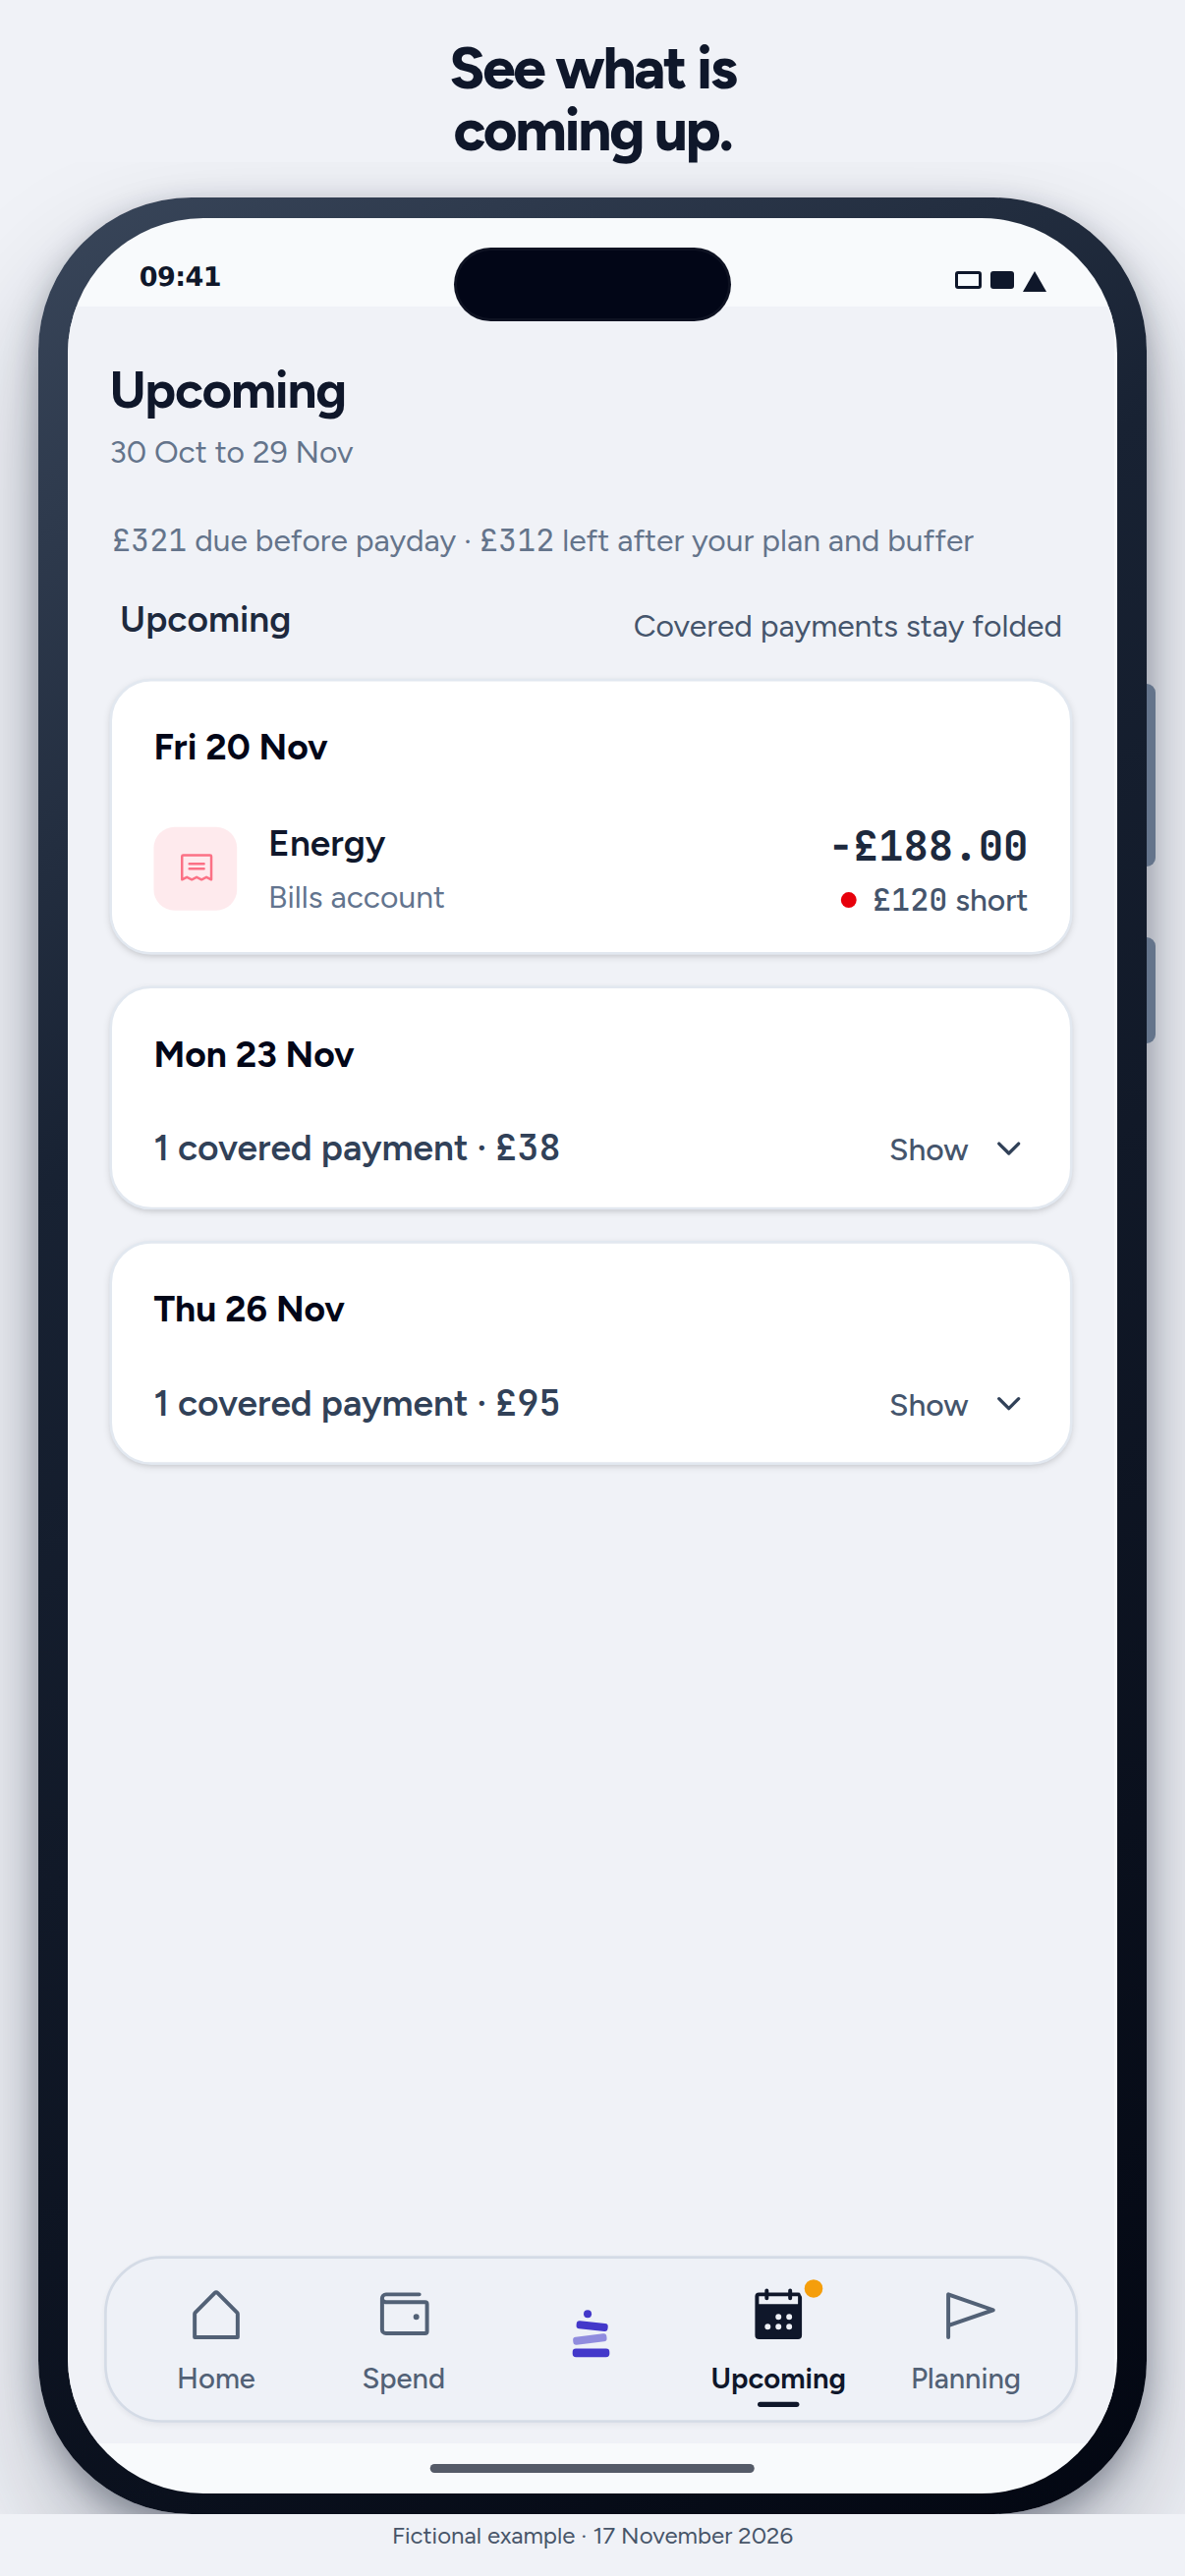 See what is
coming up.
09:41
Upcoming
30 Oct to 29 Nov
£321 due before payday · £312 left after your plan and buffer
Upcoming
Covered payments stay folded
Fri 20 Nov
Energy
-£188.00
Bills account
£120 short
Mon 23 Nov
1 covered payment · £38
Show
Thu 26 Nov
1 covered payment · £95
Show
Home
Spend
Upcoming
Planning
Fictional example · 17 November 2026